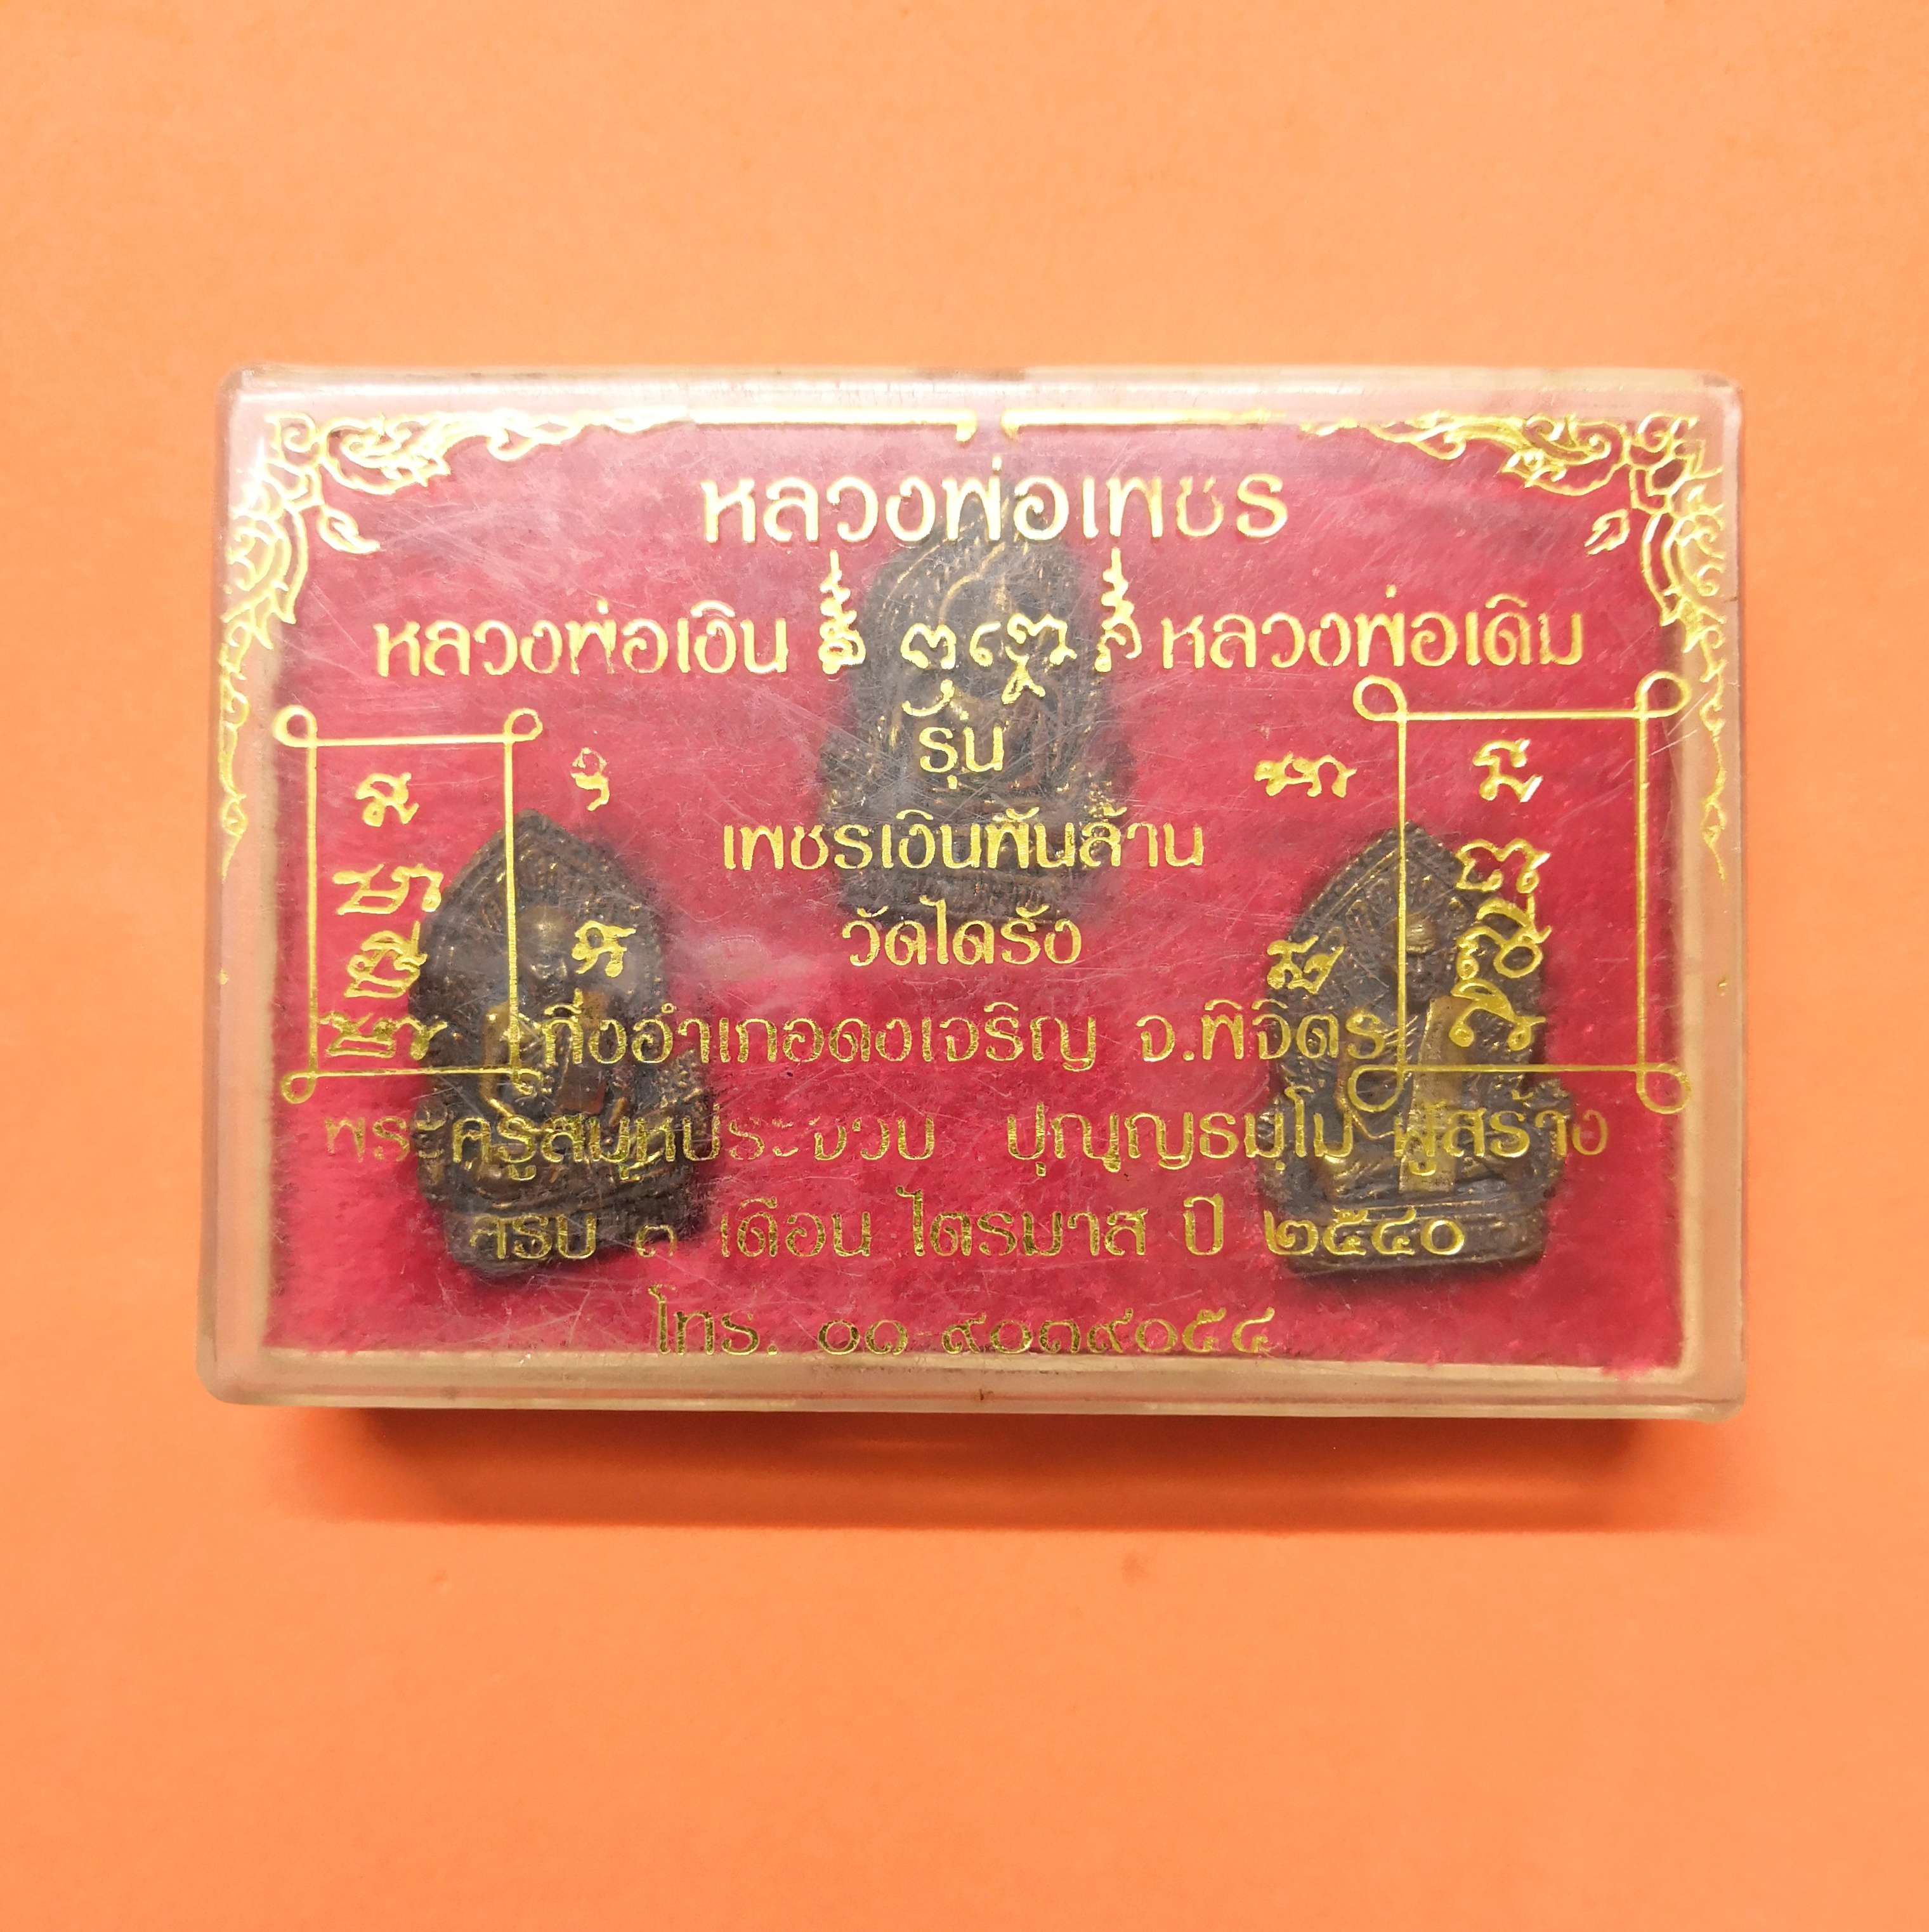 หลวงพ่อเพชร
หลวงพ่อเงิน หลวงพ่อเดิม
รุ่น
เพชรเงินพันล้าน
วัดไดรัง
กิ่งอำเภอดงเจริญ จ.พิจิตร
พระครูสมุห์ประจวบ ปุญฺญธมฺโม ผู้สร้าง
ครบ ๓ เดือน ไตรมาส ปี ๒๕๔๐
โทร. ๐๑ ๙๐๓๙๐๕๔